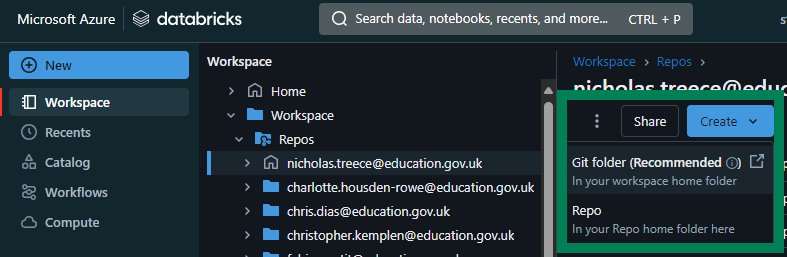 Microsoft Azure databricks
Search data, notebooks, recents, and more... CTRL + P
New
Workspace
Recents
Catalog
Workflows
Compute
Workspace
Home
Workspace
Repos
nicholas.treece@education.gov.uk
charlotte.housden-rowe@education.gov.uk
chris.dias@education.gov.uk
christopher.kemplen@education.gov.uk
Workspace > Repos >
Share Create
Git folder (Recommended)
In your workspace home folder
Repo
In your Repo home folder here